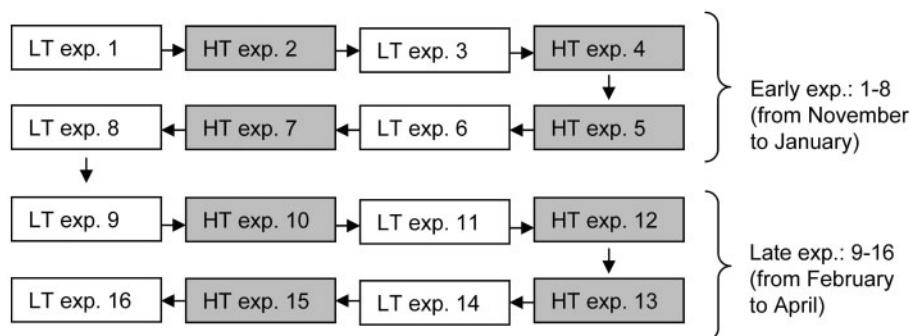 LT exp. 1
HT exp. 2
LT exp. 3
HT exp. 4
LT exp. 8
HT exp. 7
LT exp. 6
HT exp. 5
Early exp.: 1-8
(from November
to January)
LT exp. 9
HT exp. 10
LT exp. 11
HT exp. 12
LT exp. 16
HT exp. 15
LT exp. 14
HT exp. 13
Late exp.: 9-16
(from February
to April)